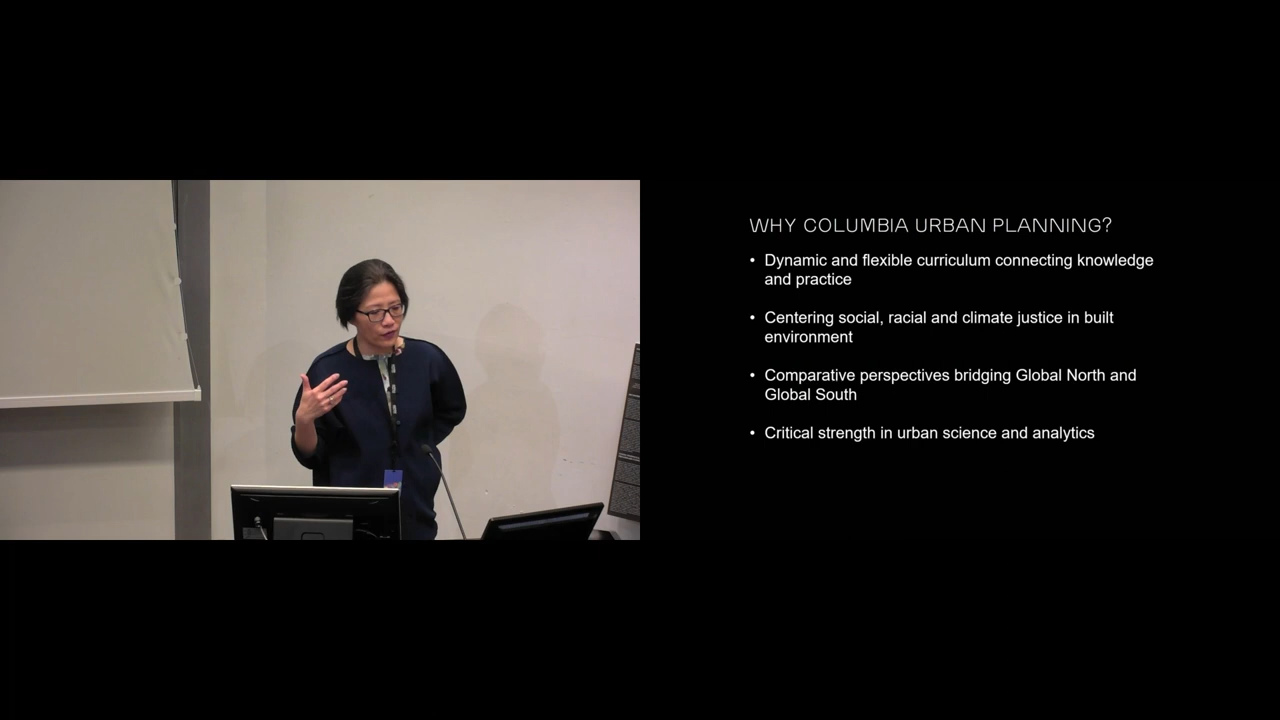 WHY COLUMBIA URBAN PLANNING?
• Dynamic and flexible curriculum connecting knowledge
and practice
• Centering social, racial and climate justice in built
environment
• Comparative perspectives bridging Global North and
Global South
• Critical strength in urban science and analytics